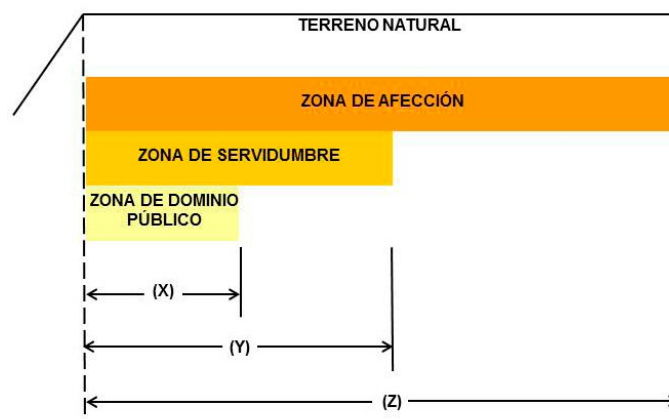 TERRENO NATURAL
ZONA DE AFECCIÓN
ZONA DE SERVIDUMBRE
ZONA DE DOMINIO
PÚBLICO
(X)
(Y)
(Z)